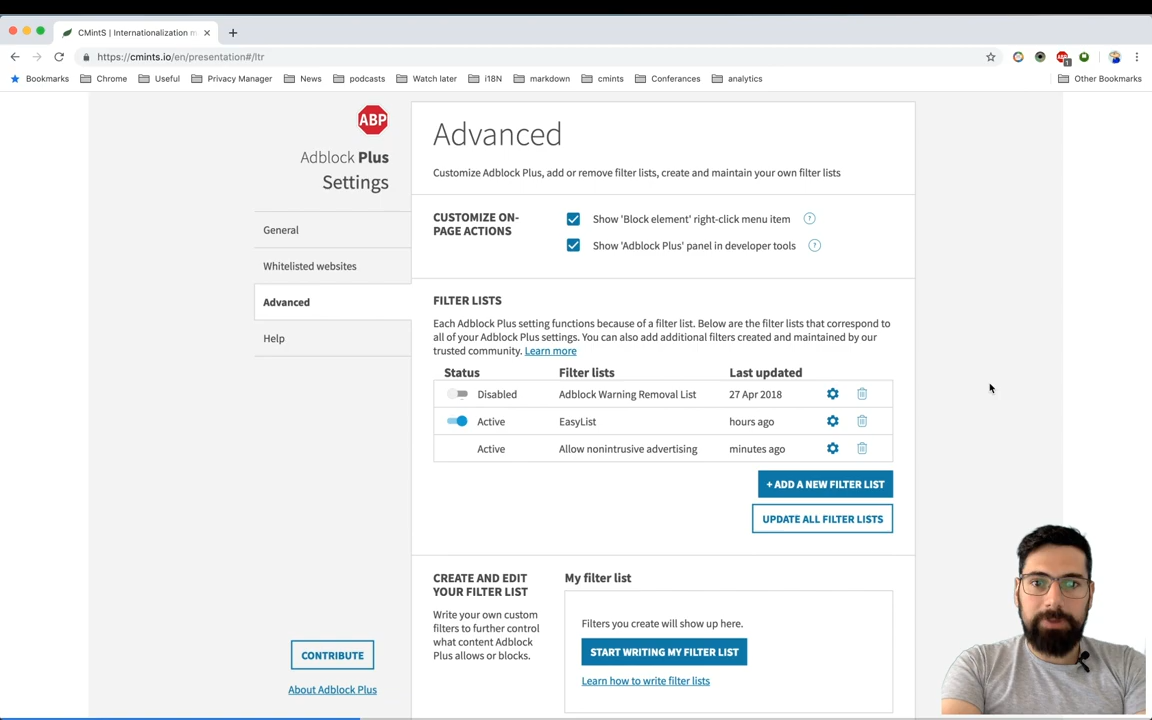 CMintS | Internationalization m
https://cmints.io/en/presentation#/ltr
1
Bookmarks
Chrome
Useful
Privacy Manager
News
podcasts
Watch later
i18N
markdown
cmints
Conferances
analytics
Other Bookmarks
ABP
Adblock Plus
Settings
General
Whitelisted websites
Advanced
Help
CONTRIBUTE
About Adblock Plus
Advanced
Customize Adblock Plus, add or remove filter lists, create and maintain your own filter lists
CUSTOMIZE ON-
PAGE ACTIONS
Show 'Block element' right-click menu item ?
Show 'Adblock Plus' panel in developer tools ?
FILTER LISTS
Each Adblock Plus setting functions because of a filter list. Below are the filter lists that correspond to
all of your Adblock Plus settings. You can also add additional filters created and maintained by our
trusted community. Learn more
Status Filter lists Last updated
Disabled Adblock Warning Removal List 27 Apr 2018
Active EasyList hours ago
Active Allow nonintrusive advertising minutes ago
+ ADD A NEW FILTER LIST
UPDATE ALL FILTER LISTS
CREATE AND EDIT
YOUR FILTER LIST
Write your own custom
filters to further control
what content Adblock
Plus allows or blocks.
My filter list
Filters you create will show up here.
START WRITING MY FILTER LIST
Learn how to write filter lists